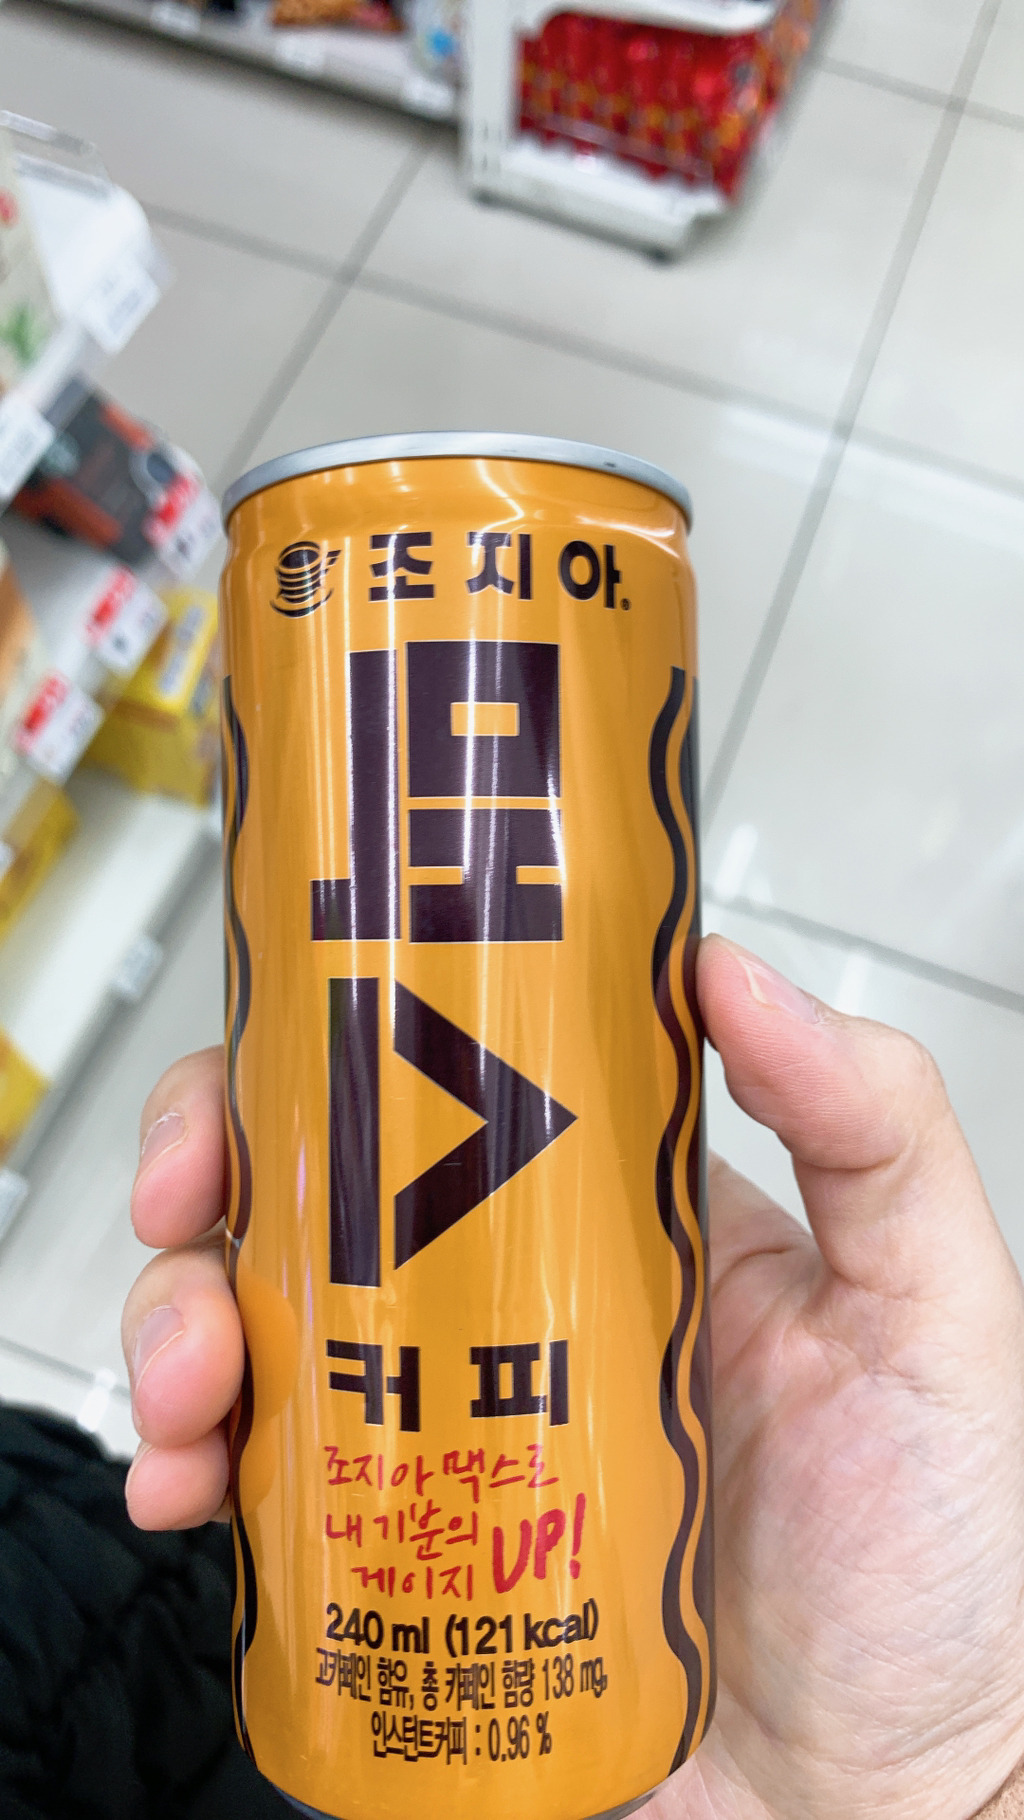 조지아
맥스
커피
조지아 맥스로
내 기분의
게이지 UP!
240 ml (121 kcal)
고카페인 함유, 총 카페인 함량 138 mg,
인스턴트커피 : 0.96 %